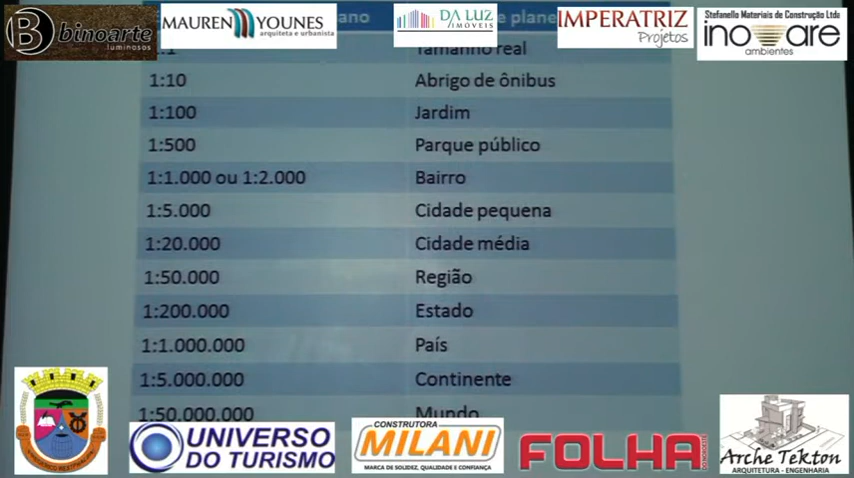 binoarte
luminosos
MAUREN YOUNES
arquiteta e urbanista
DA LUZ
IMÓVEIS
IMPERATRIZ
Projetos
Stefanello Materiais de Construção Ltda
inovare
ambientes
ano
e plane
:1 Tamanho real
1:10 Abrigo de ônibus
1:100 Jardim
1:500 Parque público
1:1.000 ou 1:2.000 Bairro
1:5.000 Cidade pequena
1:20.000 Cidade média
1:50.000 Região
1:200.000 Estado
1:1.000.000 País
1:5.000.000 Continente
1:50.000.000 Mundo
UNIVERSO
DO TURISMO
CONSTRUTORA
MILANI
MARCA DE SOLIDEZ, QUALIDADE E CONFIANÇA
FOLHA
DO NOROESTE
Arche Tekton
ARQUITETURA - ENGENHARIA